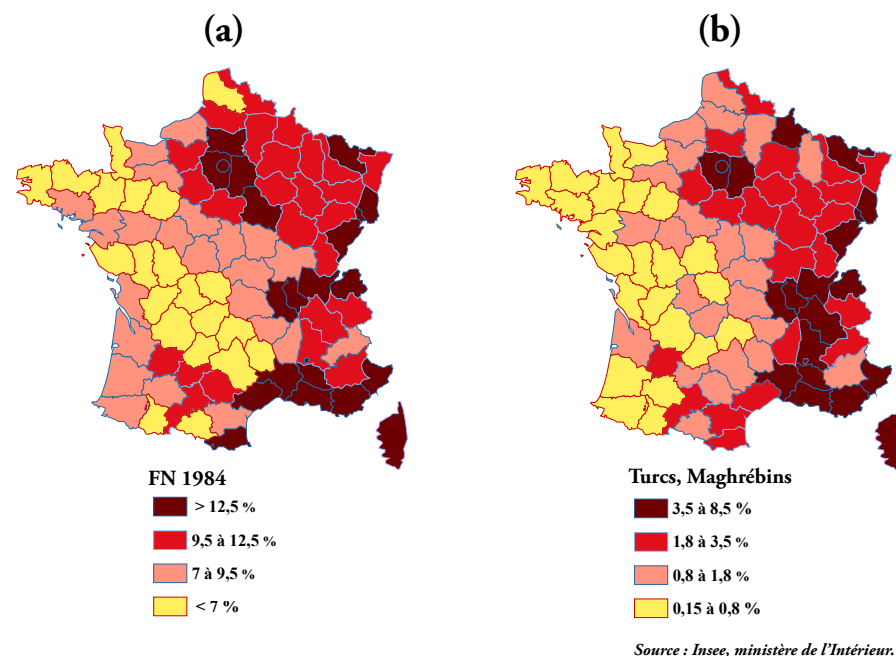 (a)
(b)
FN 1984
> 12,5 %
9,5 à 12,5 %
7 à 9,5 %
< 7 %
Turcs, Maghrébins
3,5 à 8,5 %
1,8 à 3,5 %
0,8 à 1,8 %
0,15 à 0,8 %
Source : Insee, ministère de l'Intérieur.